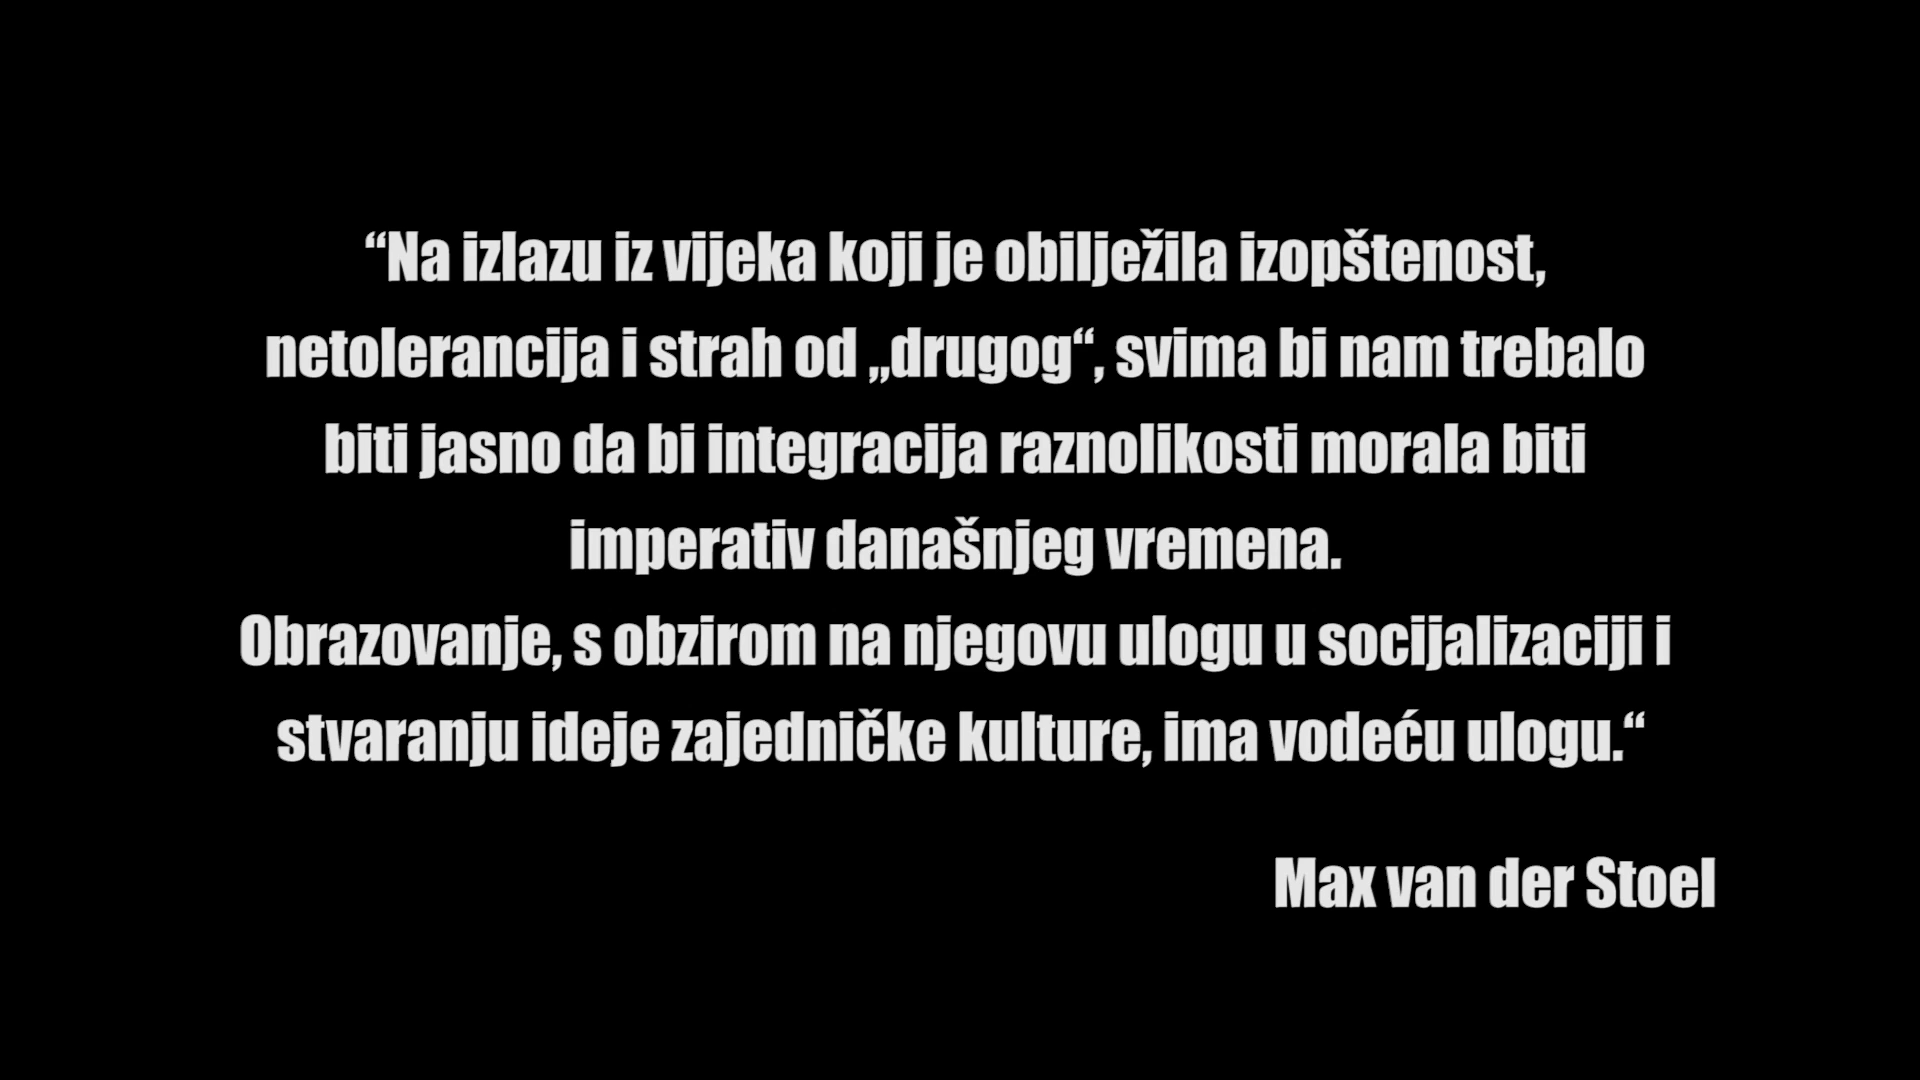 “Na izlazu iz vijeka koji je obilježila izopštenost,
netolerancija i strah od „drugog“, svima bi nam trebalo
biti jasno da bi integracija raznolikosti morala biti
imperativ današnjeg vremena.
Obrazovanje, s obzirom na njegovu ulogu u socijalizaciji i
stvaranju ideje zajedničke kulture, ima vodeću ulogu.“
Max van der Stoel